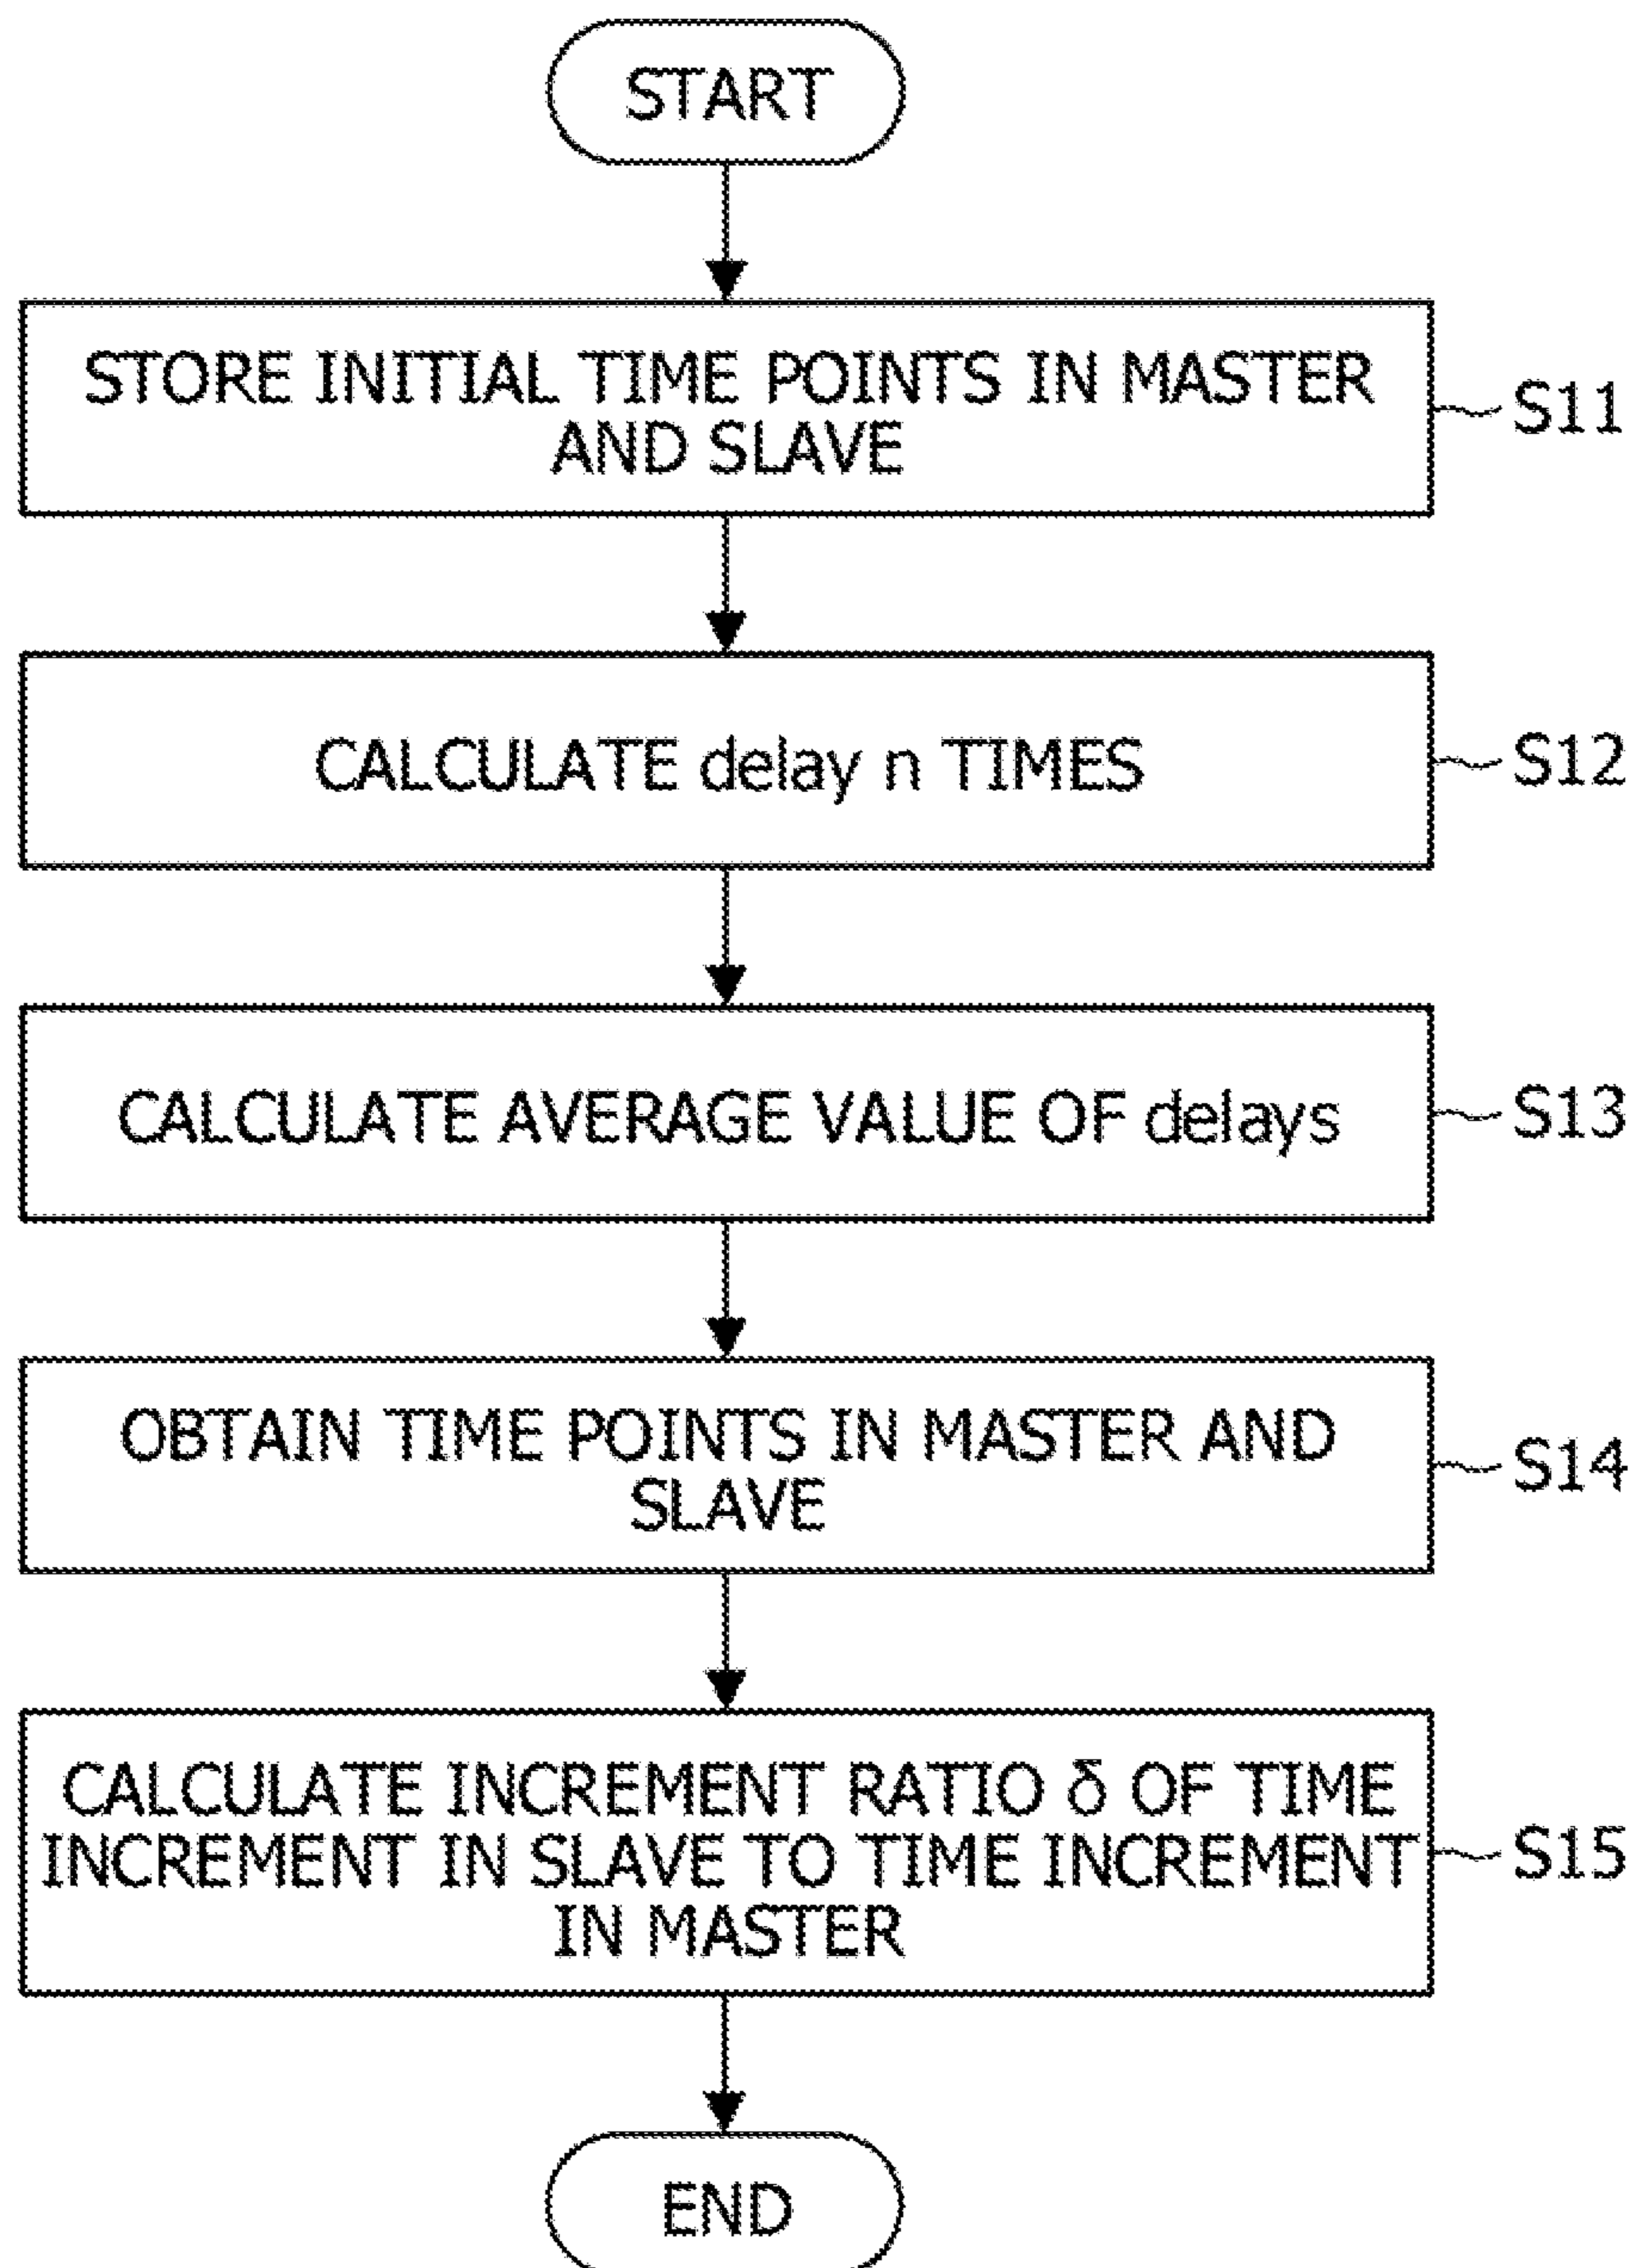 START
STORE INITIAL TIME POINTS IN MASTER
AND SLAVE
S11
CALCULATE delay n TIMES
S12
CALCULATE AVERAGE VALUE OF delays
S13
OBTAIN TIME POINTS IN MASTER AND
SLAVE
S14
CALCULATE INCREMENT RATIO δ OF TIME
INCREMENT IN SLAVE TO TIME INCREMENT
IN MASTER
S15
END